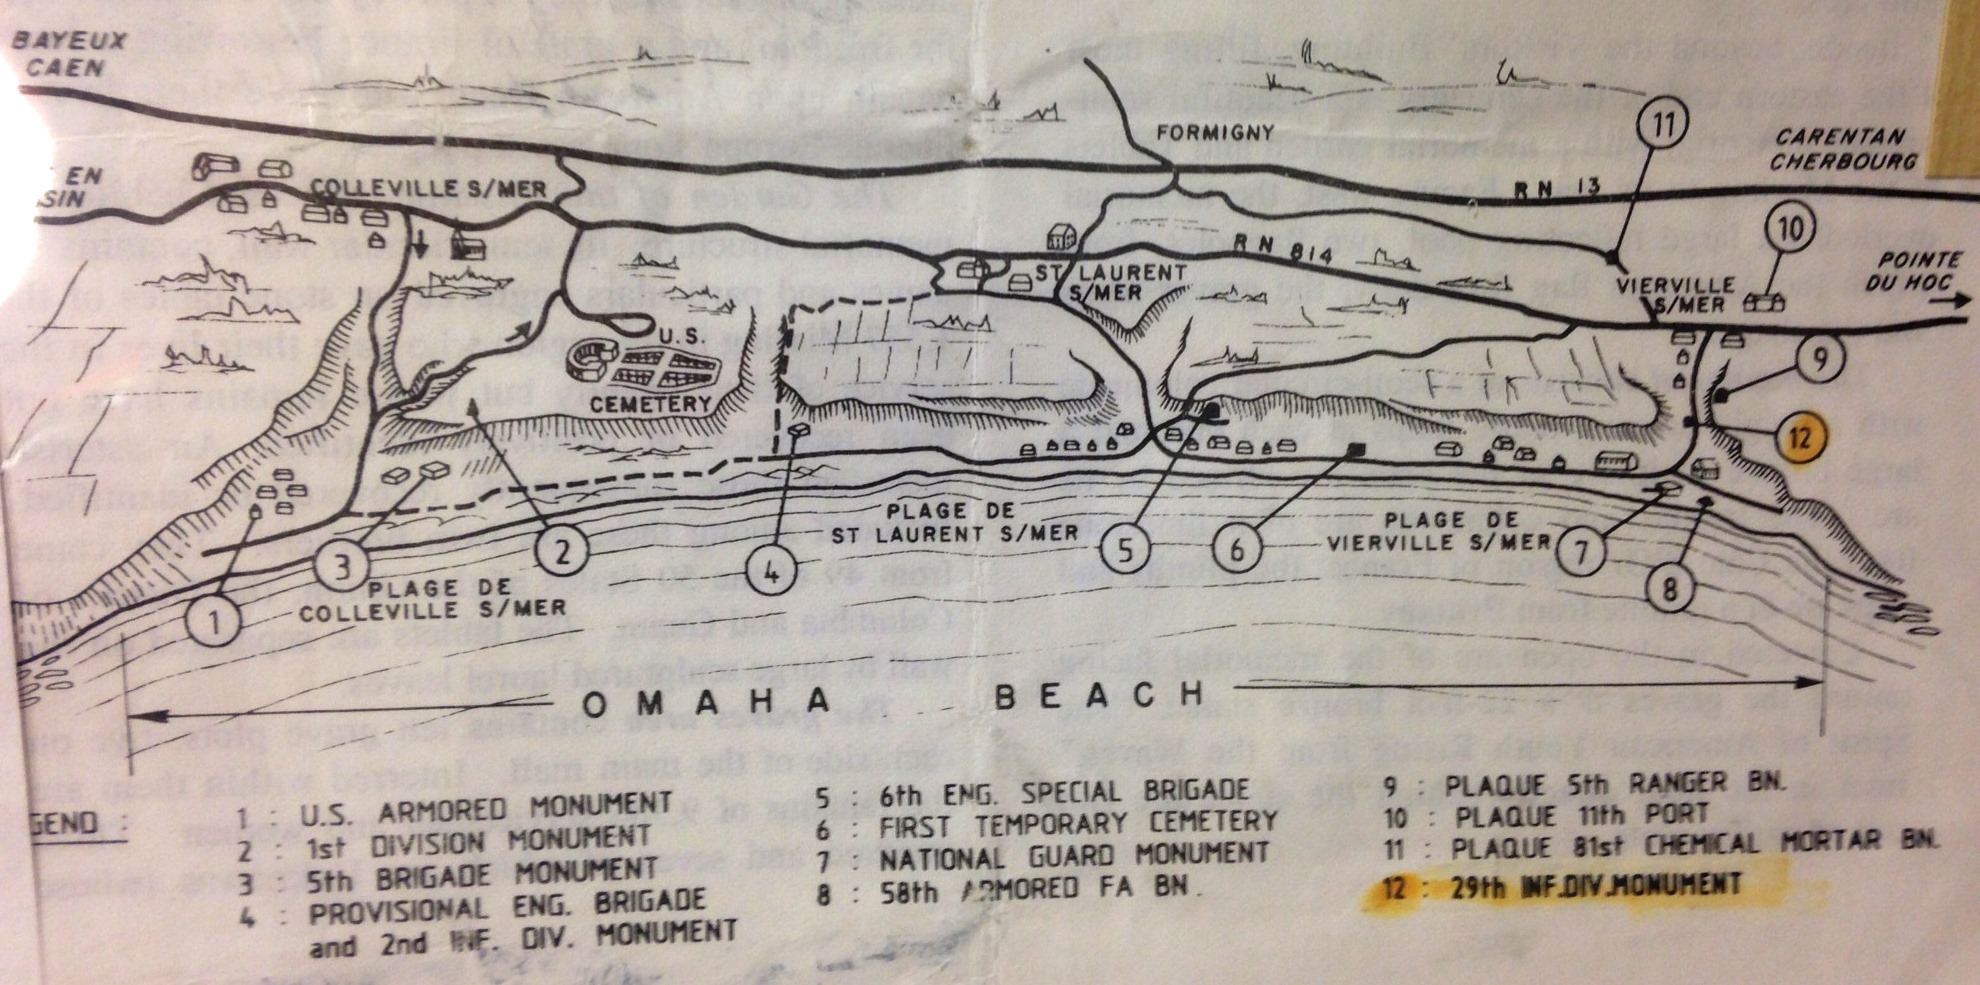 BAYEUX
CAEN
EN
SIN
COLLEVILLE S/MER
FORMIGNY
11
CARENTAN
CHERBOURG
RN 13
10
RN 814
ST LAURENT
S/MER
VIERVILLE
S/MER
POINTE
DU HOC
U.S.
CEMETERY
9
12
PLAGE DE
ST LAURENT S/MER
PLAGE DE
VIERVILLE S/MER
1
3
2
4
5
6
7
8
PLAGE DE
COLLEVILLE S/MER
OMAHA BEACH
GEND :
1 : U.S. ARMORED MONUMENT
2 : 1st DIVISION MONUMENT
3 : 5th BRIGADE MONUMENT
4 : PROVISIONAL ENG. BRIGADE
and 2nd INF. DIV. MONUMENT
5 : 6th ENG. SPECIAL BRIGADE
6 : FIRST TEMPORARY CEMETERY
7 : NATIONAL GUARD MONUMENT
8 : 58th ARMORED FA BN.
9 : PLAQUE 5th RANGER BN.
10 : PLAQUE 11th PORT
11 : PLAQUE 81st CHEMICAL MORTAR BN.
12 : 29th INF.DIV.MONUMENT